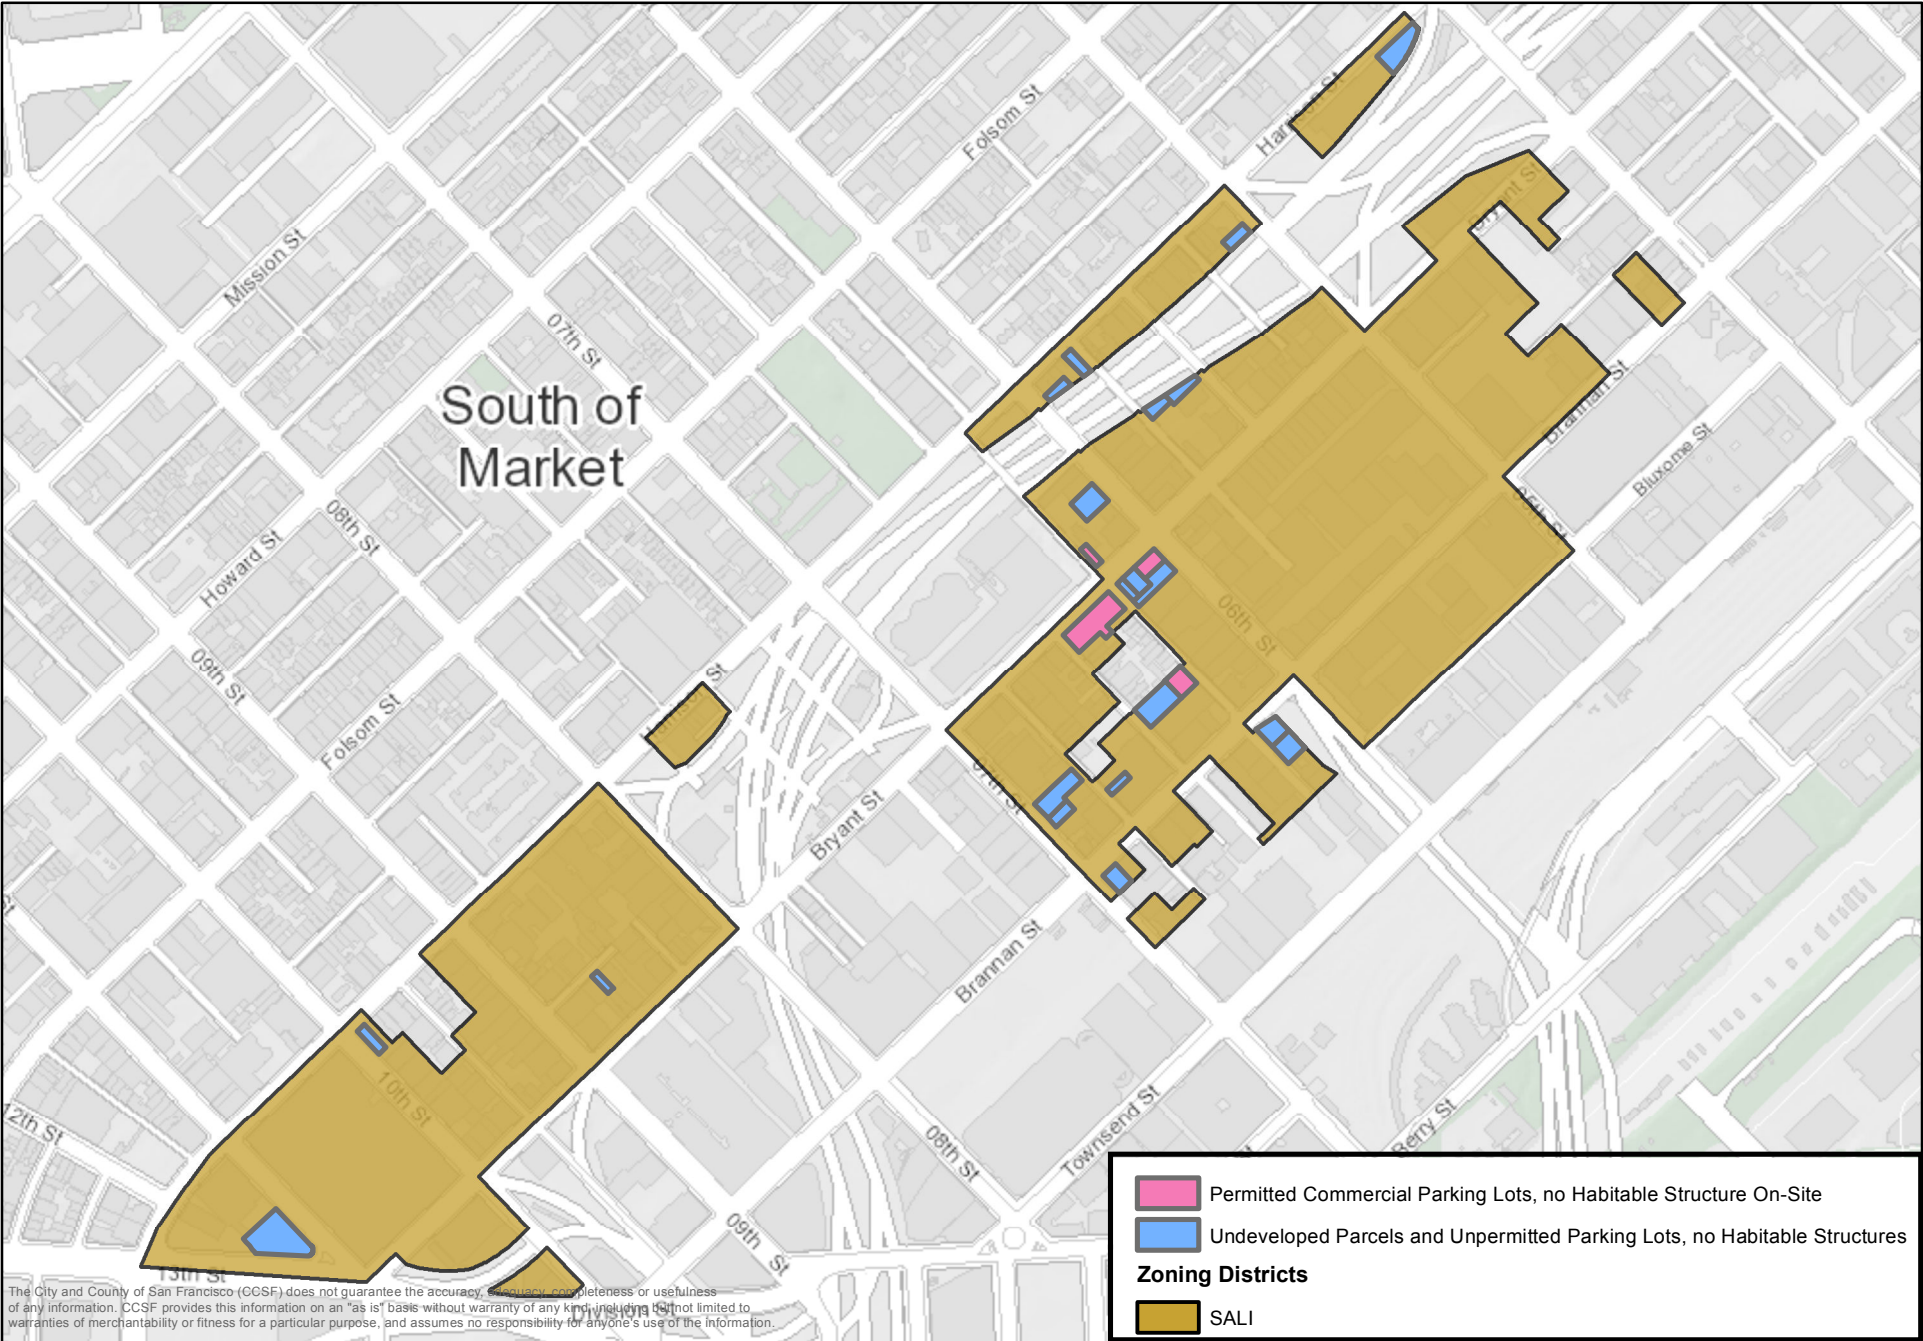 Folsom St
Harrison St
Bryant St
Mission St
07th St
South of
Market
Brannan St
Bluxome St
05th St
08th St
Howard St
06th St
09th St
Harrison St
Folsom St
07th St
Bryant St
Brannan St
10th St
12th St
08th St
Townsend St
Berry St
09th St
13th St
Division St
Permitted Commercial Parking Lots, no Habitable Structure On-Site
Undeveloped Parcels and Unpermitted Parking Lots, no Habitable Structures
Zoning Districts
SALI
The City and County of San Francisco (CCSF) does not guarantee the accuracy, adequacy, completeness or usefulness
of any information. CCSF provides this information on an "as is" basis without warranty of any kind, including but not limited to
warranties of merchantability or fitness for a particular purpose, and assumes no responsibility for anyone's use of the information.